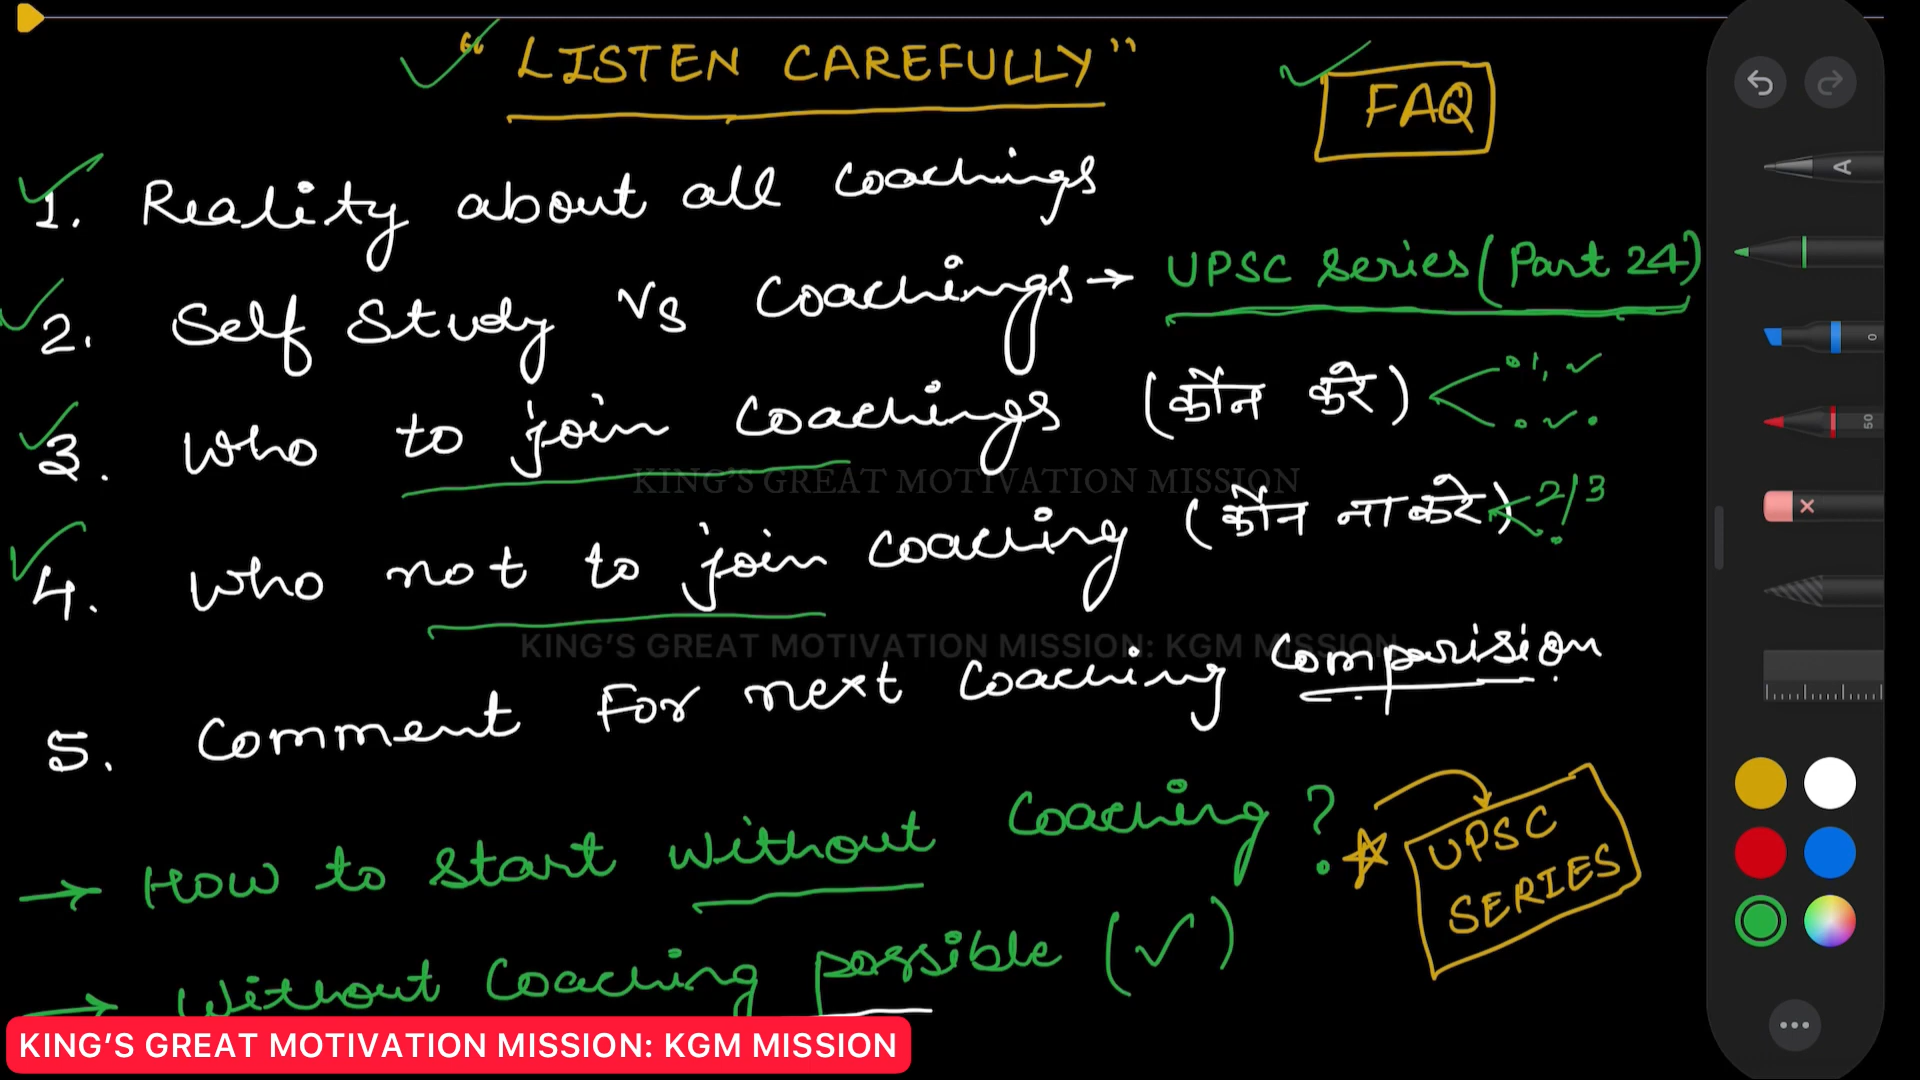 "LISTEN CAREFULLY"
FAQ
1. Reality about all coachings
2. Self Study Vs Coachings → UPSC Series (Part 24)
3. Who to join coachings (कौन करे)
KING'S GREAT MOTIVATION MISSION
4. Who not to join coaching (कौन ना करे) 2/3
KING'S GREAT MOTIVATION MISSION: KGM MISSION
5. Comment For next coaching comparision
→ How to start without coaching ?
UPSC
SERIES
→ Without coaching possible (✓)
KING'S GREAT MOTIVATION MISSION: KGM MISSION